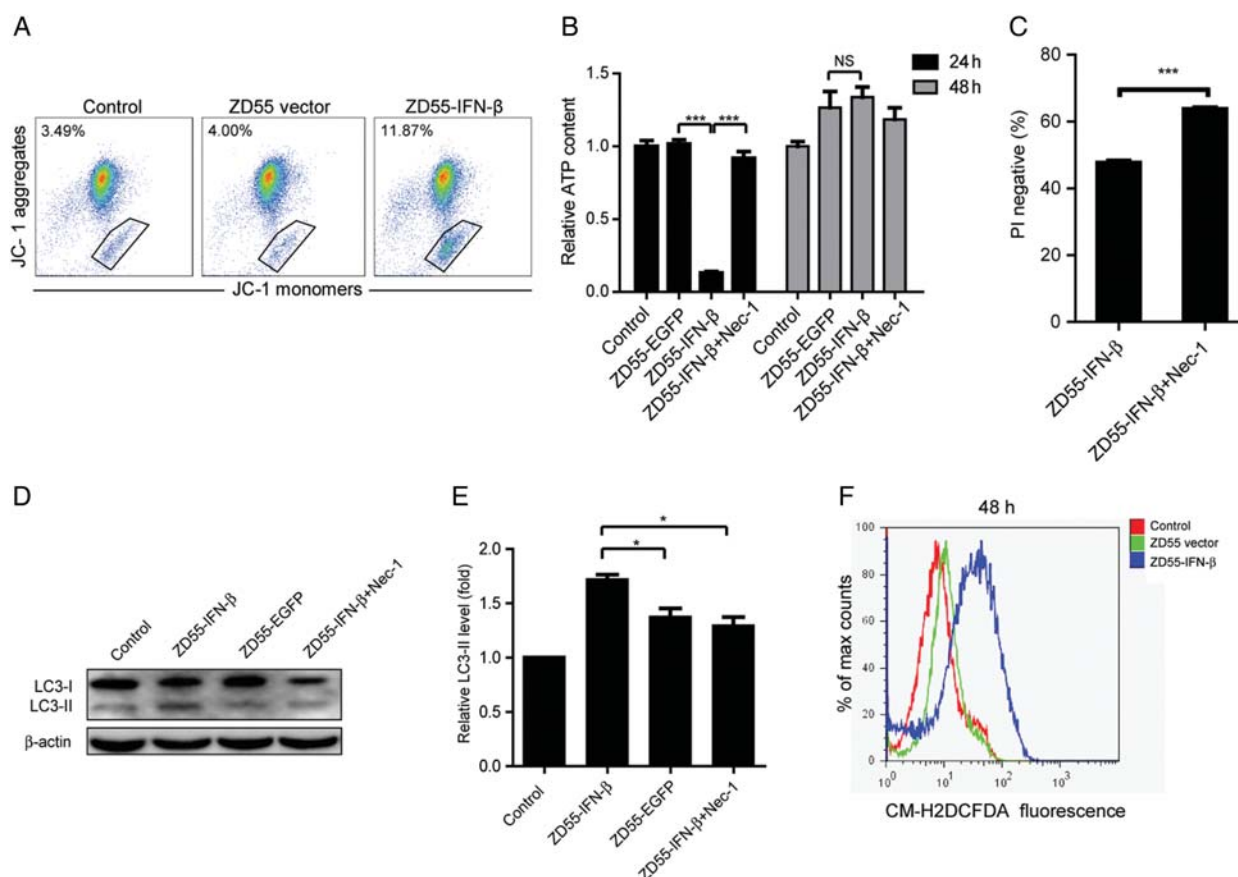 A
Control
ZD55 vector
ZD55-IFN-β
3.49%
4.00%
11.87%
JC- 1 aggregates
JC-1 monomers
B
24 h
48 h
NS
***
***
1.5
1.0
0.5
0.0
Relative ATP content
Control
ZD55-EGFP
ZD55-IFN-β
ZD55-IFN-β+Nec-1
Control
ZD55-EGFP
ZD55-IFN-β
ZD55-IFN-β+Nec-1
C
***
80
60
40
20
0
PI negative (%)
ZD55-IFN-β
ZD55-IFN-β+Nec-1
D
Control
ZD55-IFN-β
ZD55-EGFP
ZD55-IFN-β+Nec-1
LC3-I
LC3-II
β-actin
E
*
*
2.0
1.5
1.0
0.5
0.0
Relative LC3-II level (fold)
Control
ZD55-IFN-β
ZD55-EGFP
ZD55-IFN-β+Nec-1
F
48 h
Control
ZD55 vector
ZD55-IFN-β
100
80
60
40
20
0
% of max counts
10⁰
10¹
10²
10³
CM-H2DCFDA fluorescence